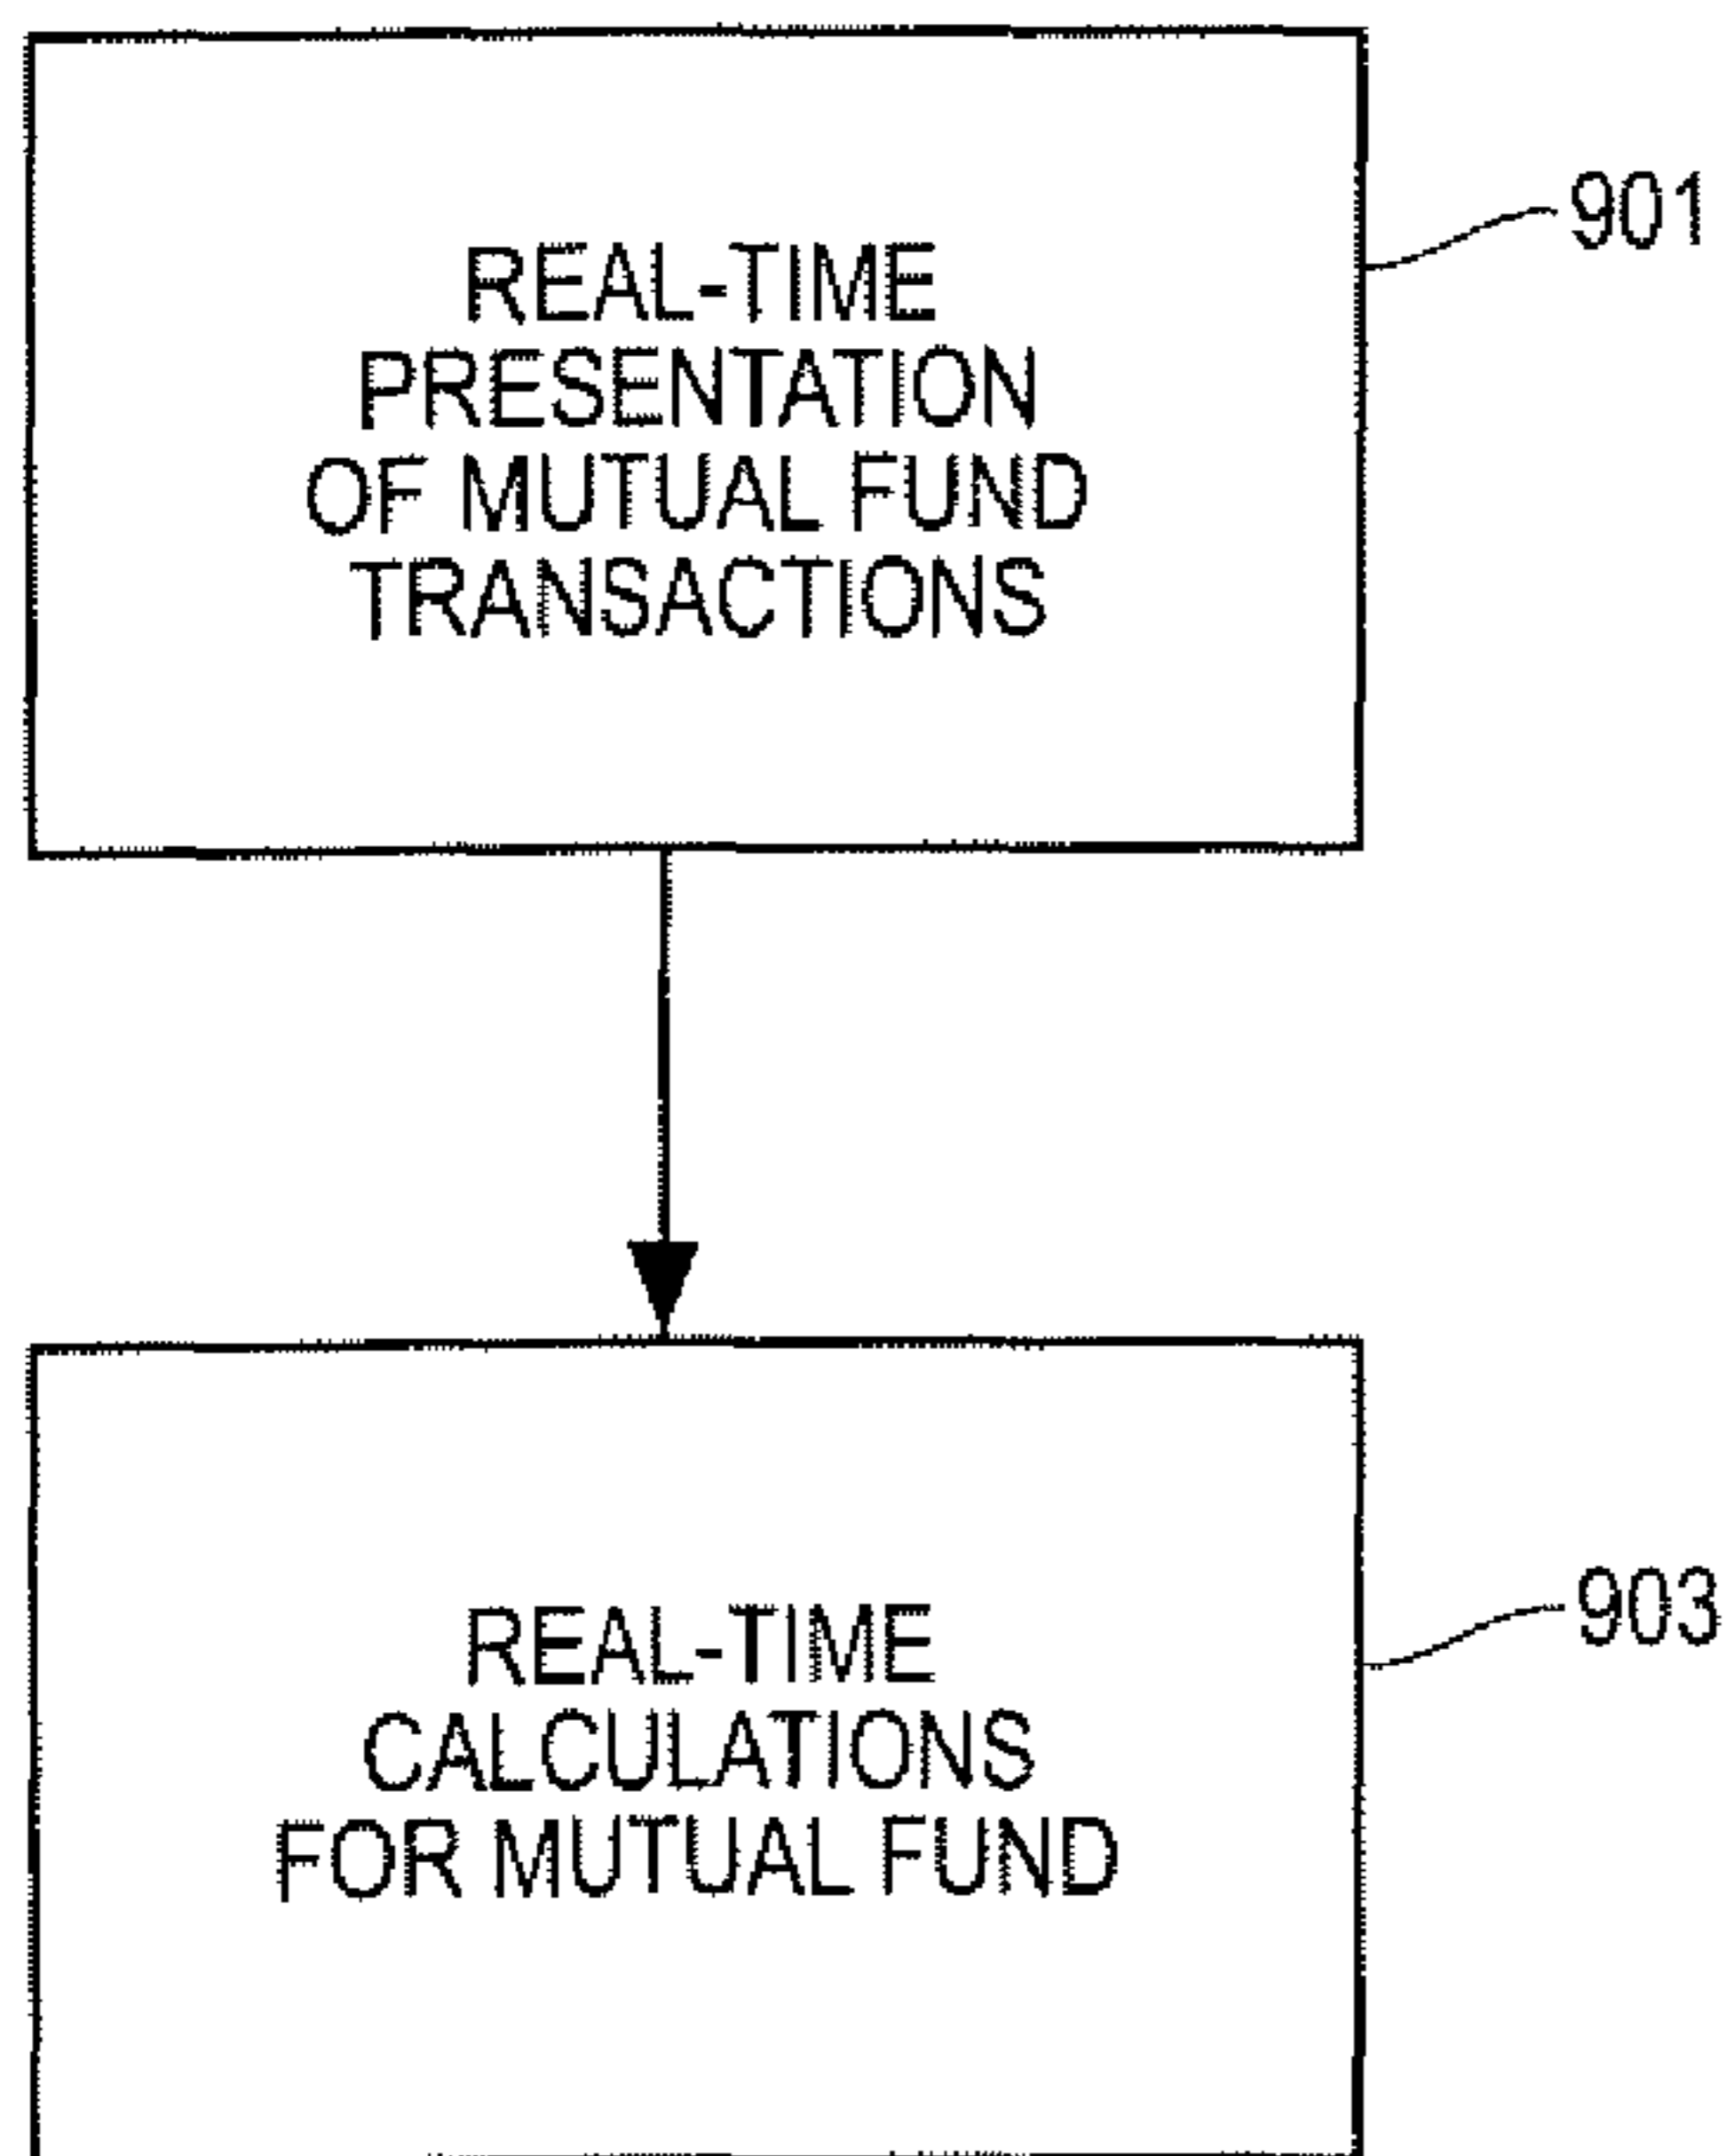 REAL-TIME
PRESENTATION
OF MUTUAL FUND
TRANSACTIONS
901
REAL-TIME
CALCULATIONS
FOR MUTUAL FUND
903